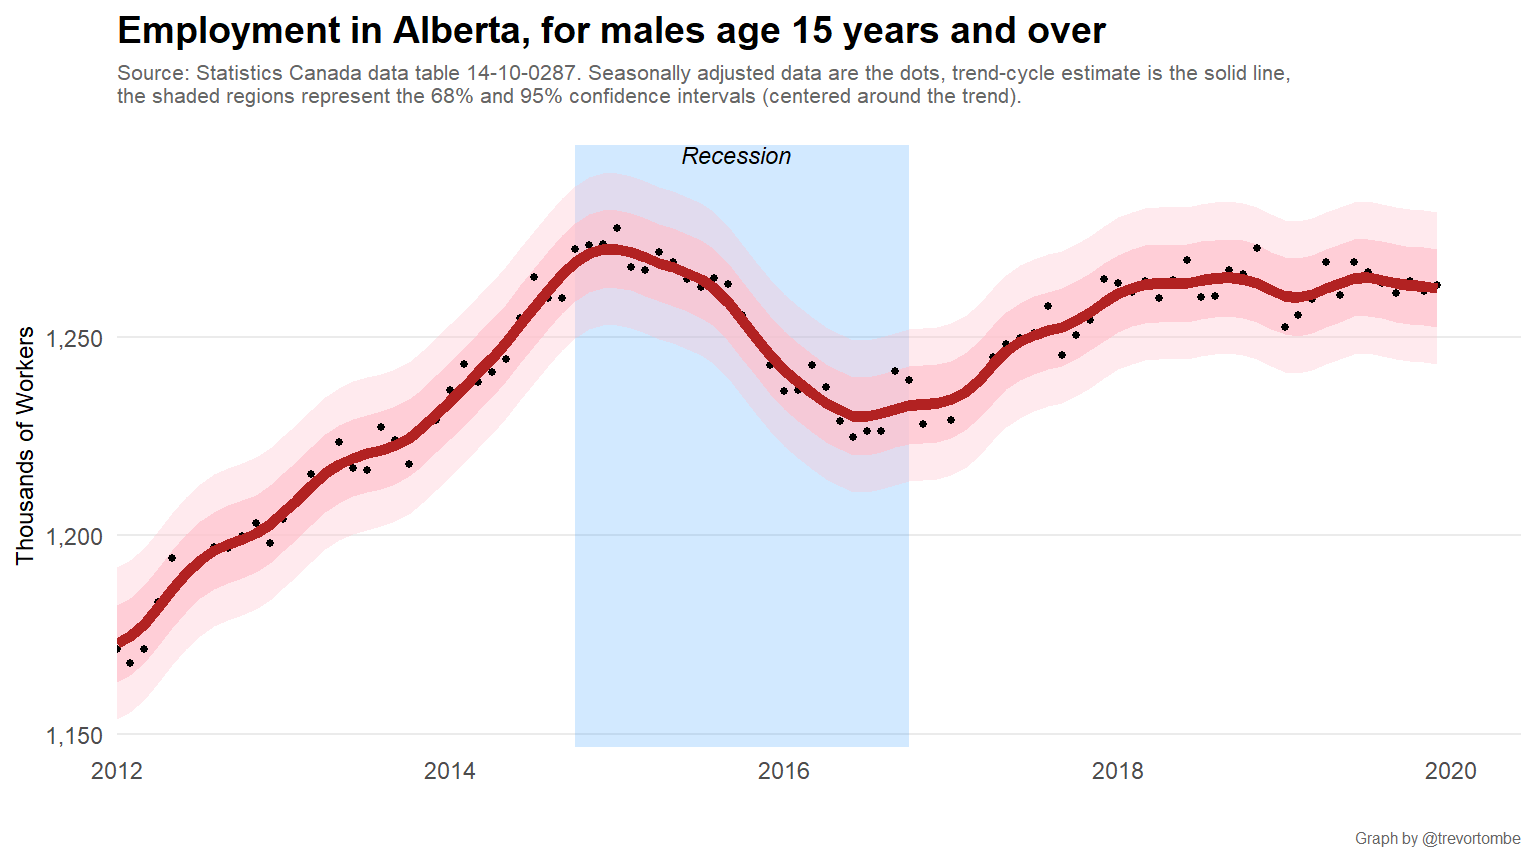 Employment in Alberta, for males age 15 years and over
Source: Statistics Canada data table 14-10-0287. Seasonally adjusted data are the dots, trend-cycle estimate is the solid line,
the shaded regions represent the 68% and 95% confidence intervals (centered around the trend).
Recession
Thousands of Workers
1,250
1,200
1,150
2012 2014 2016 2018 2020
Graph by @trevortombe